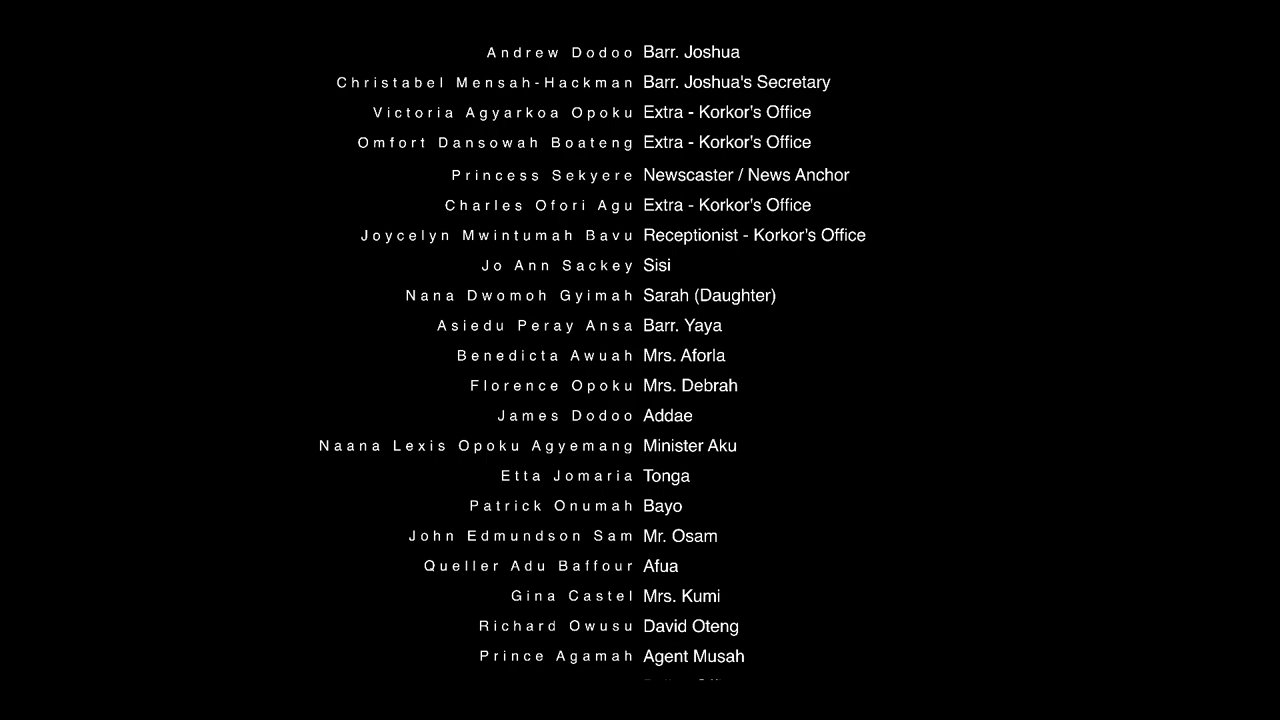 Andrew Dodoo Barr. Joshua
Christabel Mensah-Hackman Barr. Joshua's Secretary
Victoria Agyarkoa Opoku Extra - Korkor's Office
Omfort Dansowah Boateng Extra - Korkor's Office
Princess Sekyere Newscaster / News Anchor
Charles Ofori Agu Extra - Korkor's Office
Joycelyn Mwintumah Bavu Receptionist - Korkor's Office
Jo Ann Sackey Sisi
Nana Dwomoh Gyimah Sarah (Daughter)
Asiedu Peray Ansa Barr. Yaya
Benedicta Awuah Mrs. Aforla
Florence Opoku Mrs. Debrah
James Dodoo Addae
Naana Lexis Opoku Agyemang Minister Aku
Etta Jomaria Tonga
Patrick Onumah Bayo
John Edmundson Sam Mr. Osam
Queller Adu Baffour Afua
Gina Castel Mrs. Kumi
Richard Owusu David Oteng
Prince Agamah Agent Musah